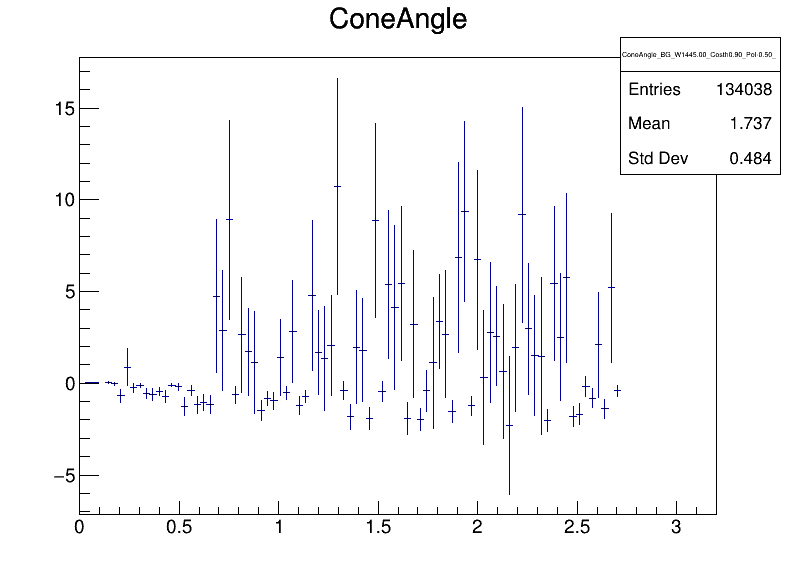 ConeAngle
ConeAngle_BG_W1445.00_Costh0.90_Pol-0.50_
Entries 134038
Mean 1.737
Std Dev 0.484
15
10
5
0
−5
0 0.5 1 1.5 2 2.5 3